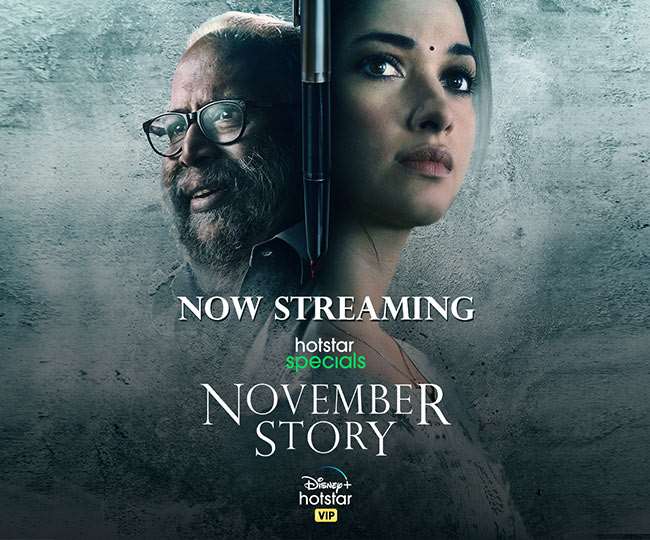 NOW STREAMING
hotstar
specials
NOVEMBER
STORY
Disney+
hotstar
VIP